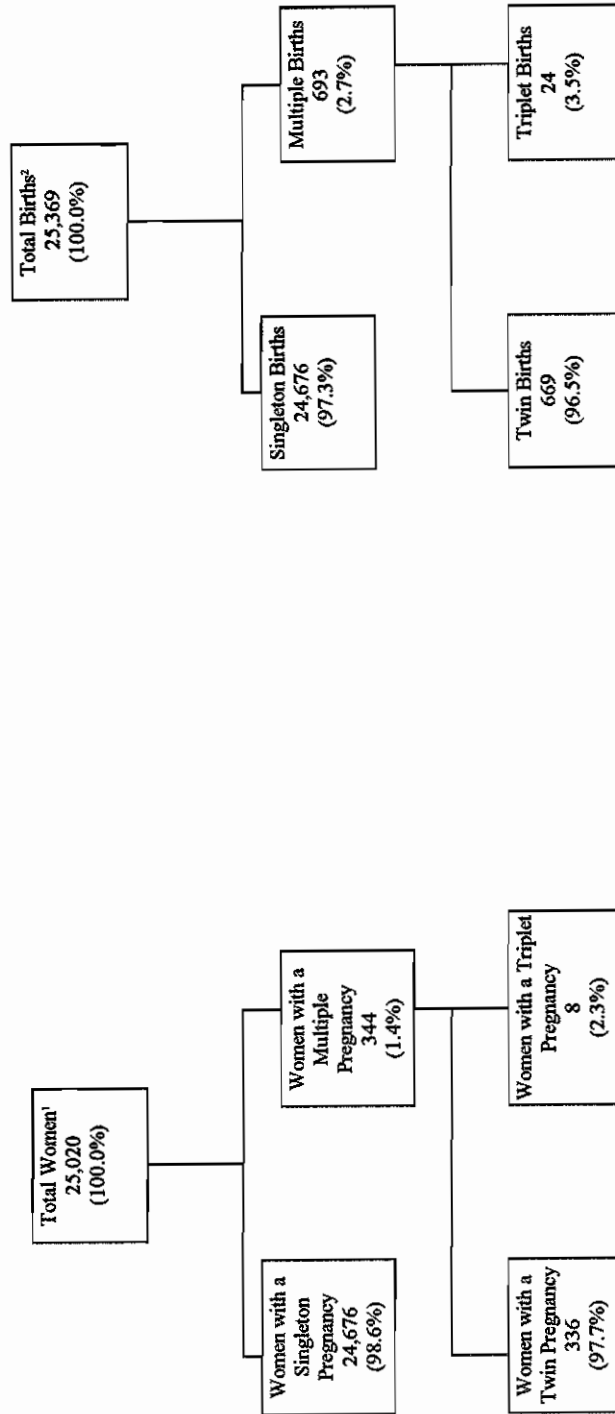 Total Women¹
25,020
(100.0%)
Women with a
Singleton
Pregnancy
24,676
(98.6%)
Women with a
Multiple
Pregnancy
344
(1.4%)
Women with a
Twin Pregnancy
336
(97.7%)
Women with a Triplet
Pregnancy
8
(2.3%)
Total Births²
25,369
(100.0%)
Singleton Births
24,676
(97.3%)
Multiple Births
693
(2.7%)
Twin Births
669
(96.5%)
Triplet Births
24
(3.5%)